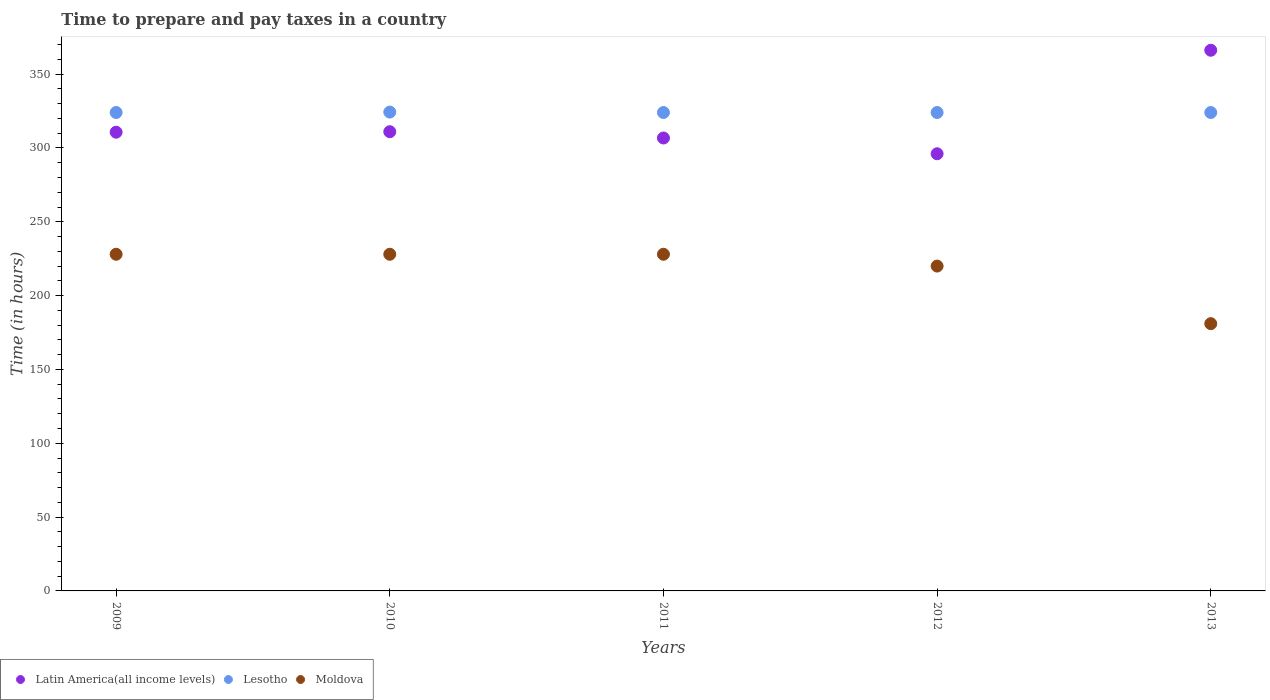 Time to prepare and pay taxes in a country
Time (in hours)
350
300
250
200
150
100
50
0
2009
2010
2011
2012
2013
Years
Latin America(all income levels)
Lesotho
Moldova